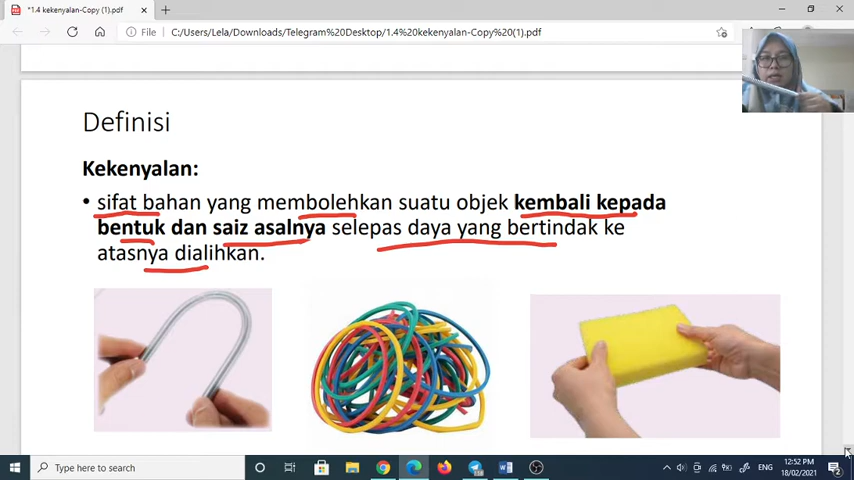 *1.4 kekenyalan-Copy (1).pdf
File
C:/Users/Lela/Downloads/Telegram%20Desktop/1.4%20kekenyalan-Copy%20(1).pdf
Definisi
Kekenyalan:
• sifat bahan yang membolehkan suatu objek kembali kepada
bentuk dan saiz asalnya selepas daya yang bertindak ke
atasnya dialihkan.
Type here to search
ENG
12:52 PM
18/02/2021
2